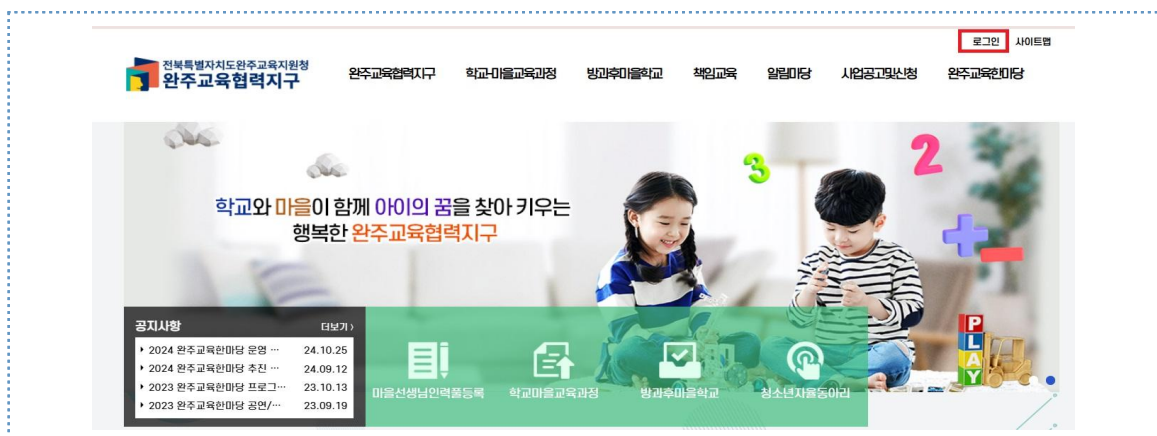 로그인 사이트맵
전북특별자치도완주교육지원청
완주교육협력지구
완주교육협력지구 학교-마을교육과정 방과후마을학교 책임교육 알림마당 사업공고및신청 완주교육한마당
3
2
학교와 마을이 함께 아이의 꿈을 찾아 키우는
행복한 완주교육협력지구
공지사항 더보기 〉
2024 완주교육한마당 운영 … 24.10.25
2024 완주교육한마당 추진 … 24.09.12
2023 완주교육한마당 프로그… 23.10.13
2023 완주교육한마당 공연/… 23.09.19
마을선생님인력풀등록 학교마을교육과정 방과후마을학교 청소년자율동아리
PLAY